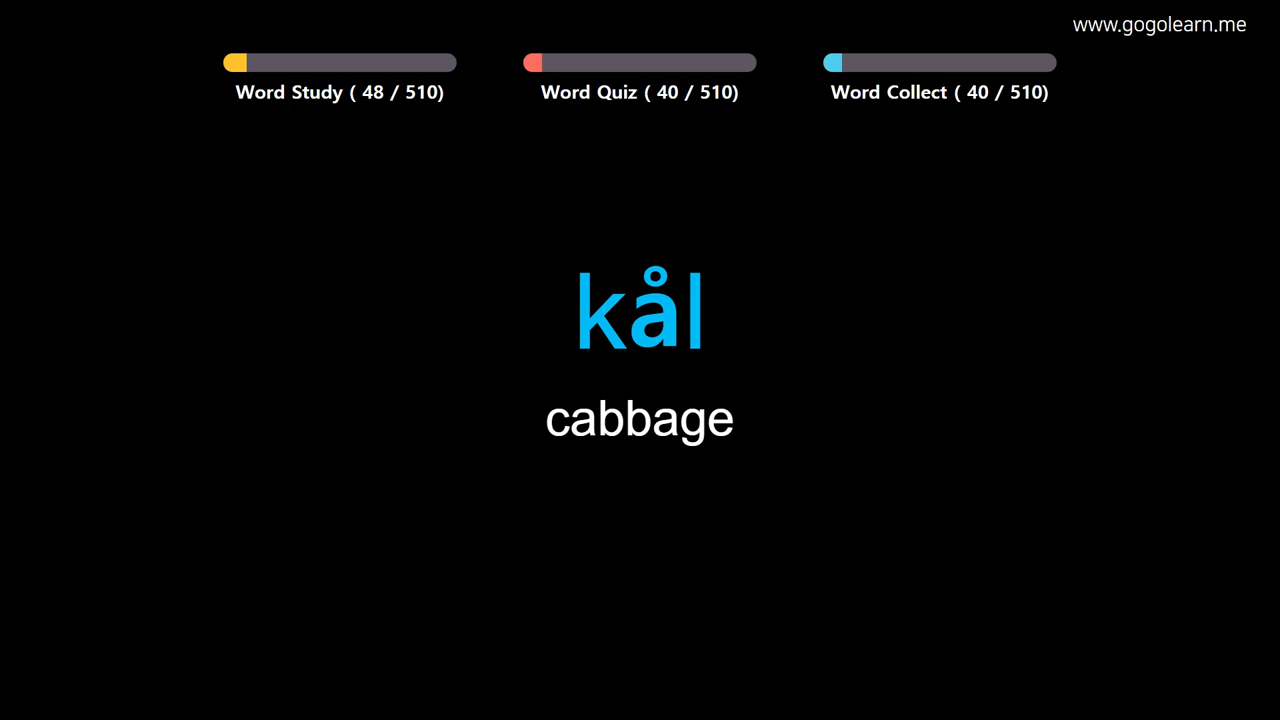 www.gogolearn.me
Word Study ( 48 / 510)
Word Quiz ( 40 / 510)
Word Collect ( 40 / 510)
kål
cabbage